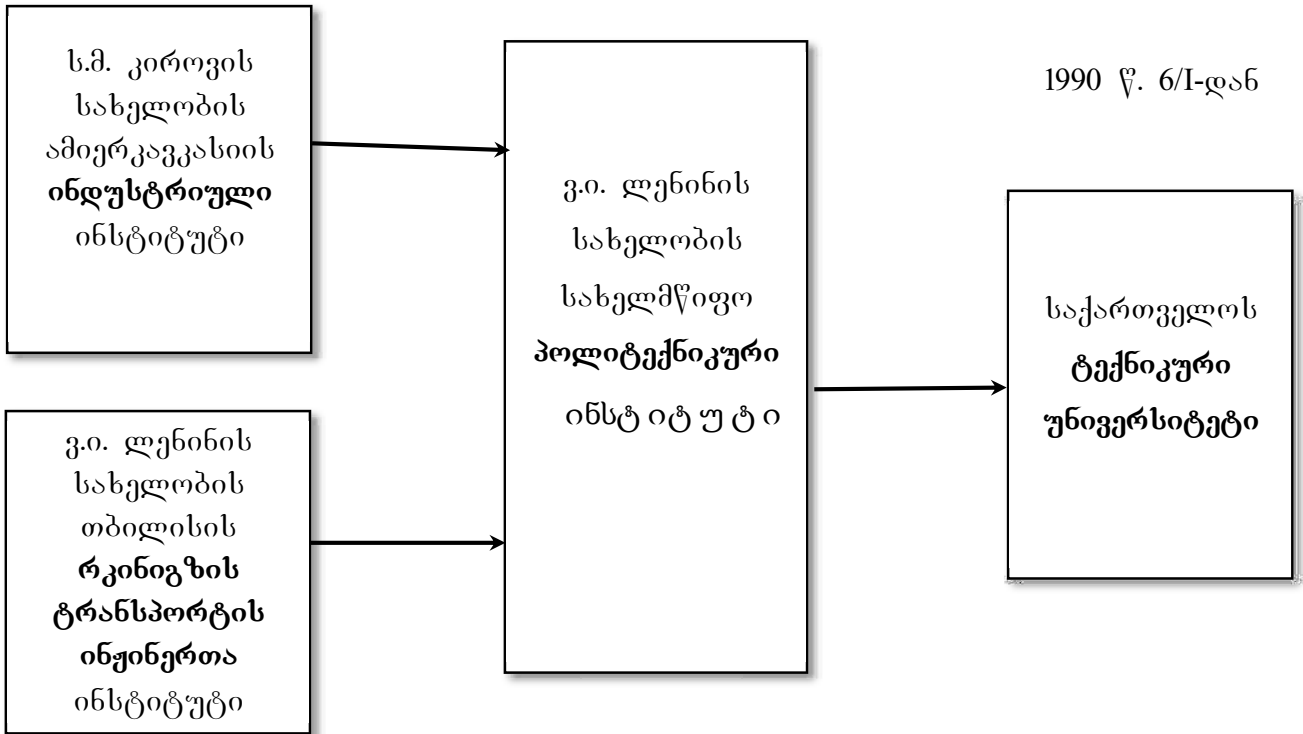 ს.მ. კიროვის
სახელობის
ამიერკავკასიის
ინდუსტრიული
ინსტიტუტი
ვ.ი. ლენინის
სახელობის
თბილისის
რკინიგზის
ტრანსპორტის
ინჟინერთა
ინსტიტუტი
ვ.ი. ლენინის
სახელობის
სახელმწიფო
პოლიტექნიკური
ინსტ იტ უ ტ ი
1990 წ. 6/I-დან
საქართველოს
ტექნიკური
უნივერსიტეტი